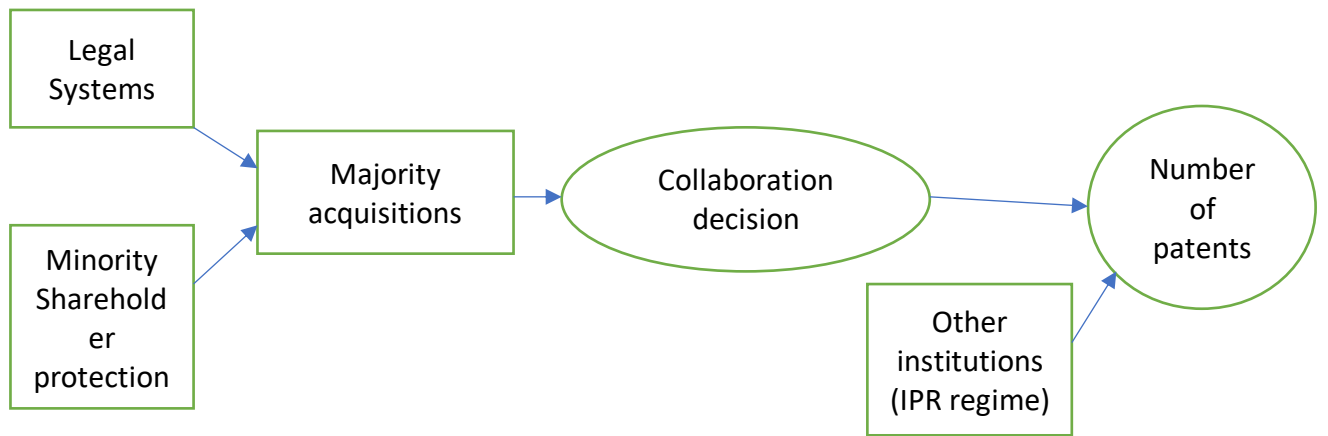 Legal
Systems
Majority
acquisitions
Collaboration
decision
Number
of
patents
Minority
Sharehold
er
protection
Other
institutions
(IPR regime)